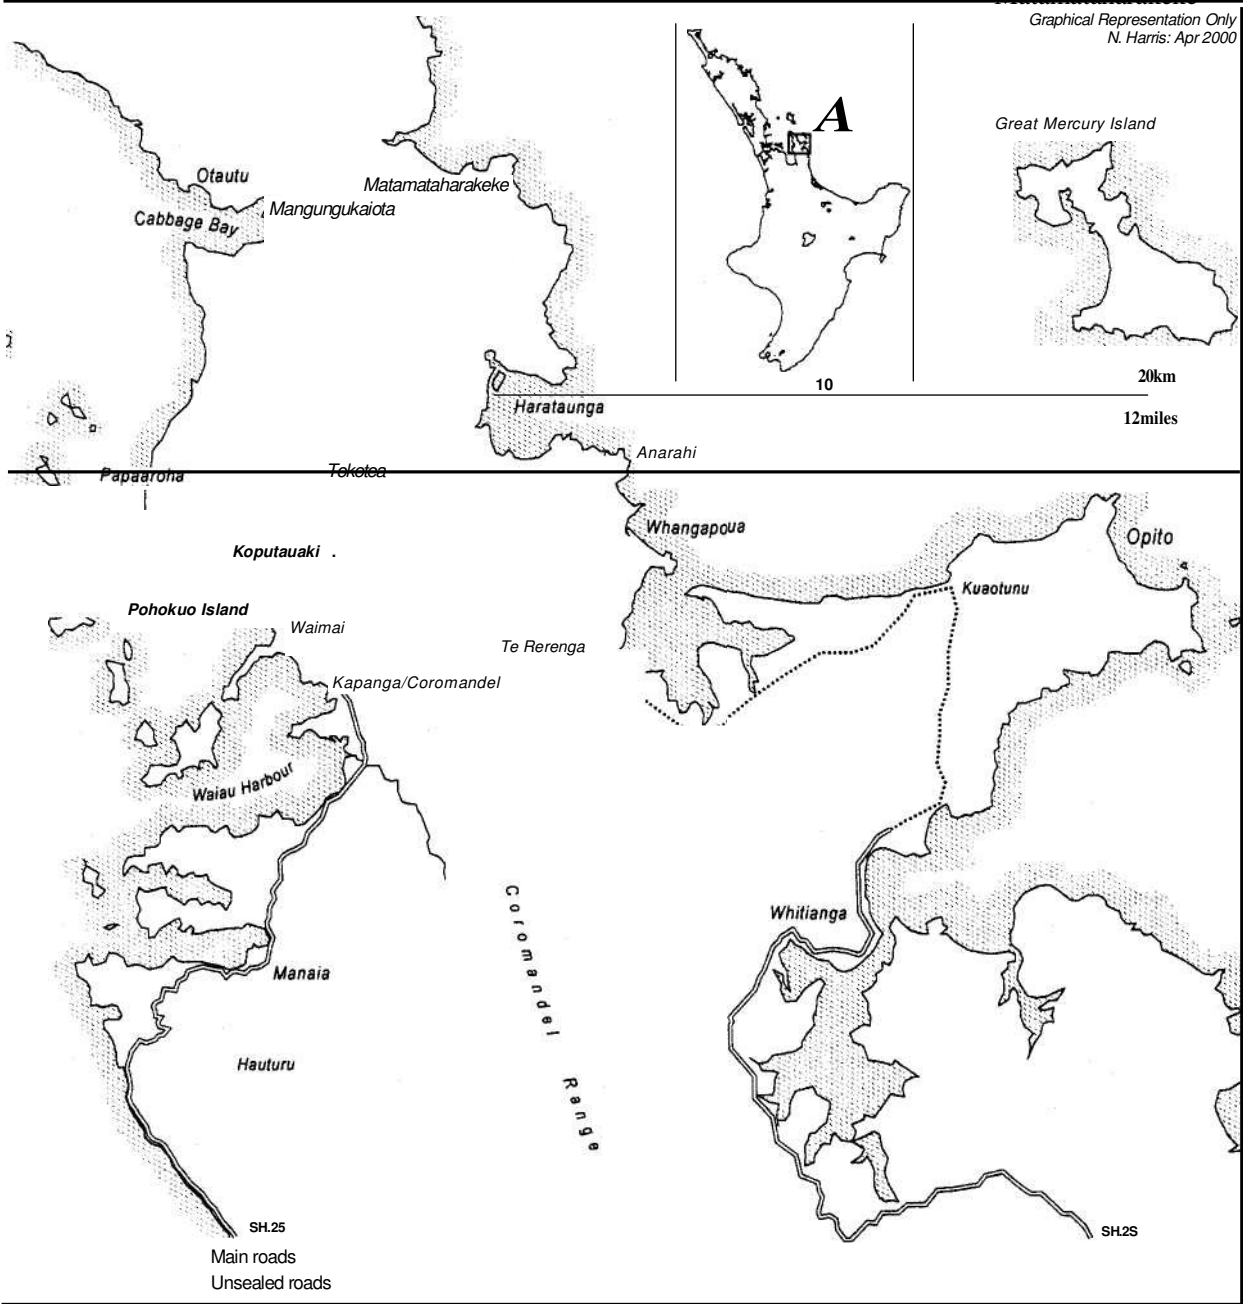 Graphical Representation Only
N. Harris: Apr 2000
A
Great Mercury Island
Otautu
Matamataharakeke
Mangungukaiota
Cabbage Bay
20km
10
Harataunga
12miles
Anarahi
Papaaroha
Tokotea
Whangapoua
Opito
Koputauaki .
Kuaotunu
Pohokuo Island
Waimai
Te Rerenga
Kapanga/Coromandel
Waiau Harbour
Coromandel Range
Whitianga
Manaia
Hauturu
SH.25
SH.2S
Main roads
Unsealed roads